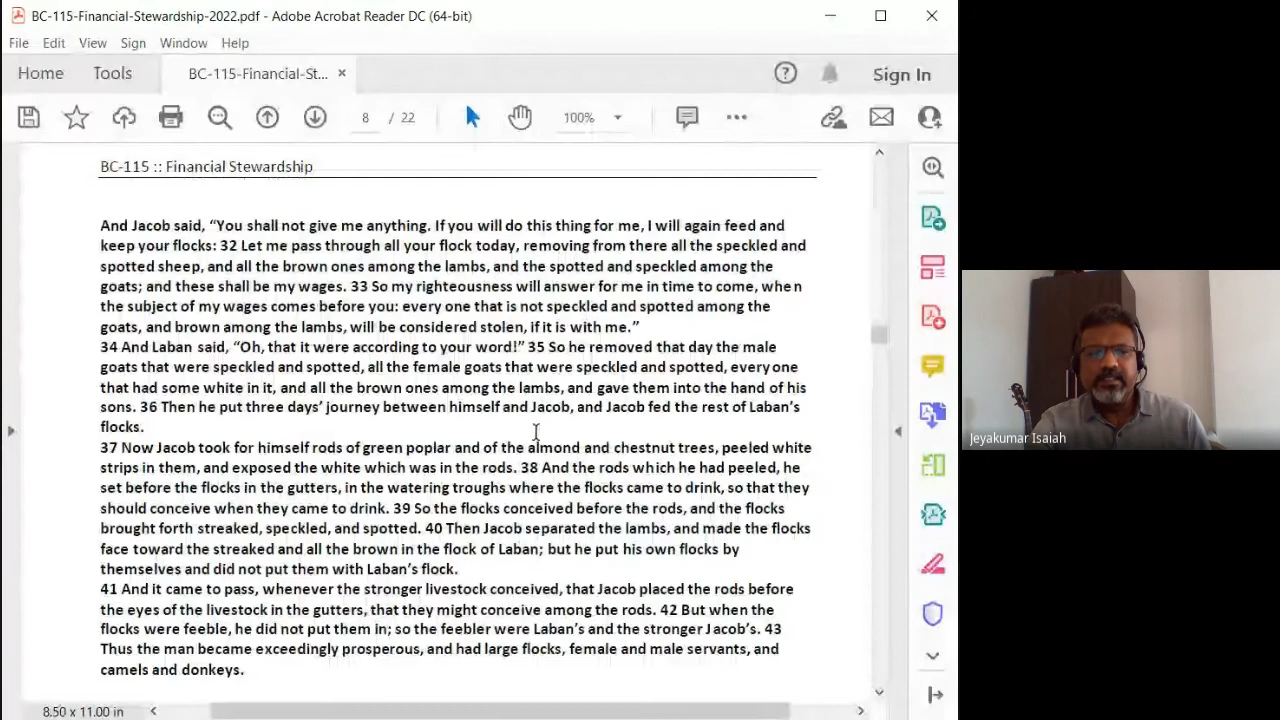 BC-115-Financial-Stewardship-2022.pdf - Adobe Acrobat Reader DC (64-bit)
File Edit View Sign Window Help
Home Tools BC-115-Financial-St... × Sign In
8 / 22 100%
BC-115 :: Financial Stewardship
And Jacob said, “You shall not give me anything. If you will do this thing for me, I will again feed and
keep your flocks: 32 Let me pass through all your flock today, removing from there all the speckled and
spotted sheep, and all the brown ones among the lambs, and the spotted and speckled among the
goats; and these shall be my wages. 33 So my righteousness will answer for me in time to come, when
the subject of my wages comes before you: every one that is not speckled and spotted among the
goats, and brown among the lambs, will be considered stolen, if it is with me.”
34 And Laban said, “Oh, that it were according to your word!” 35 So he removed that day the male
goats that were speckled and spotted, all the female goats that were speckled and spotted, every one
that had some white in it, and all the brown ones among the lambs, and gave them into the hand of his
sons. 36 Then he put three days’ journey between himself and Jacob, and Jacob fed the rest of Laban’s
flocks.
37 Now Jacob took for himself rods of green poplar and of the almond and chestnut trees, peeled white
strips in them, and exposed the white which was in the rods. 38 And the rods which he had peeled, he
set before the flocks in the gutters, in the watering troughs where the flocks came to drink, so that they
should conceive when they came to drink. 39 So the flocks conceived before the rods, and the flocks
brought forth streaked, speckled, and spotted. 40 Then Jacob separated the lambs, and made the flocks
face toward the streaked and all the brown in the flock of Laban; but he put his own flocks by
themselves and did not put them with Laban’s flock.
41 And it came to pass, whenever the stronger livestock conceived, that Jacob placed the rods before
the eyes of the livestock in the gutters, that they might conceive among the rods. 42 But when the
flocks were feeble, he did not put them in; so the feebler were Laban’s and the stronger Jacob’s. 43
Thus the man became exceedingly prosperous, and had large flocks, female and male servants, and
camels and donkeys.
8.50 x 11.00 in
Jeyakumar Isaiah